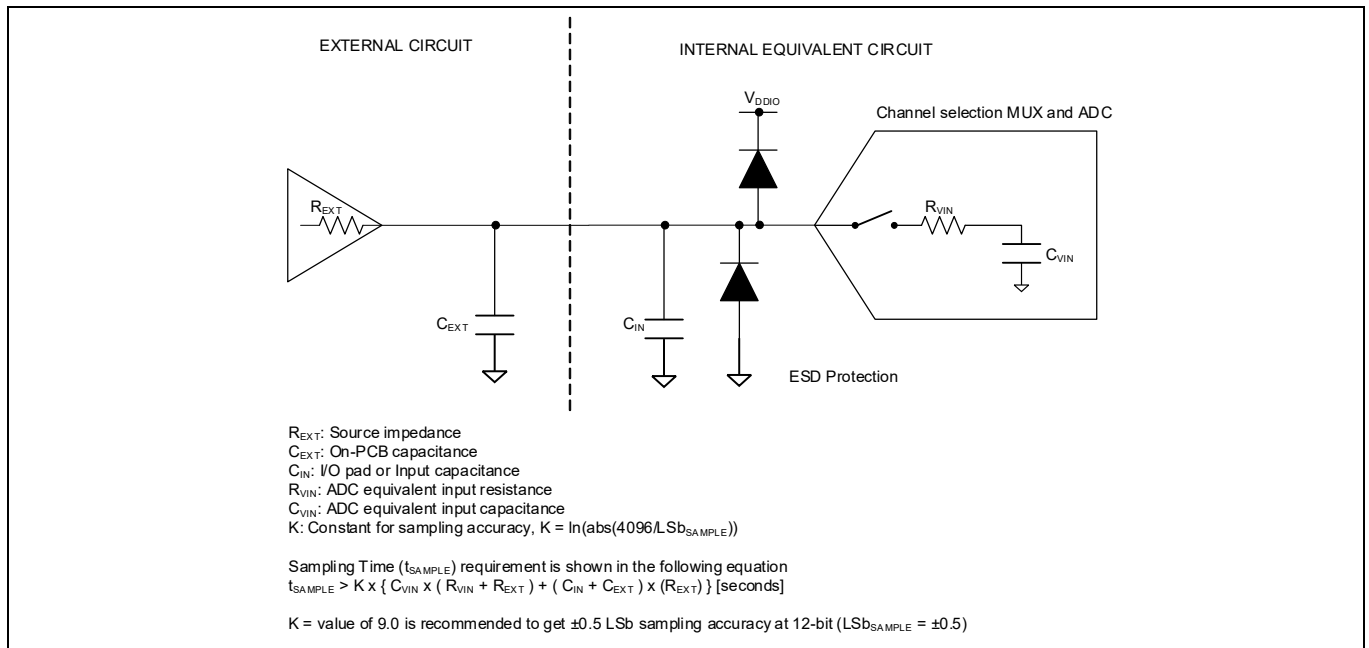 EXTERNAL CIRCUIT
INTERNAL EQUIVALENT CIRCUIT
VDDIO
Channel selection MUX and ADC
REXT
RVIN
CVIN
CEXT
CIN
ESD Protection
REXT: Source impedance
CEXT: On-PCB capacitance
CIN: I/O pad or Input capacitance
RVIN: ADC equivalent input resistance
CVIN: ADC equivalent input capacitance
K: Constant for sampling accuracy, K = ln(abs(4096/LSbSAMPLE))
Sampling Time (tSAMPLE) requirement is shown in the following equation
tSAMPLE > K x { CVIN x ( RVIN + REXT ) + ( CIN + CEXT ) x (REXT) } [seconds]
K = value of 9.0 is recommended to get ±0.5 LSb sampling accuracy at 12-bit (LSbSAMPLE = ±0.5)